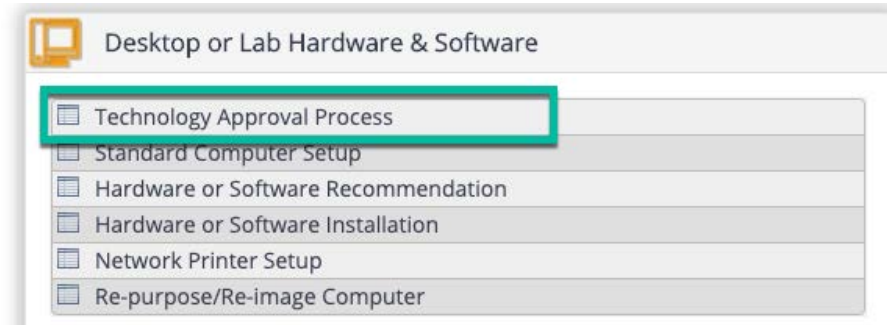 Desktop or Lab Hardware & Software
Technology Approval Process
Standard Computer Setup
Hardware or Software Recommendation
Hardware or Software Installation
Network Printer Setup
Re-purpose/Re-image Computer